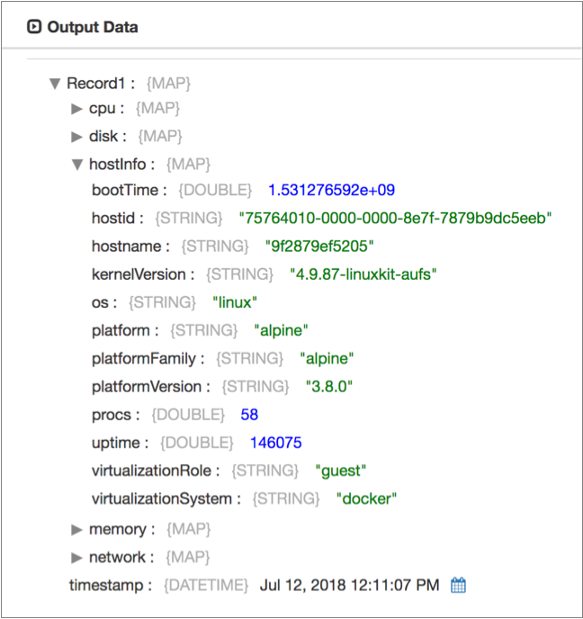 Output Data
Record1 : {MAP}
cpu : {MAP}
disk : {MAP}
hostInfo : {MAP}
bootTime : {DOUBLE} 1.531276592e+09
hostid : {STRING} "75764010-0000-0000-8e7f-7879b9dc5eeb"
hostname : {STRING} "9f2879ef5205"
kernelVersion : {STRING} "4.9.87-linuxkit-aufs"
os : {STRING} "linux"
platform : {STRING} "alpine"
platformFamily : {STRING} "alpine"
platformVersion : {STRING} "3.8.0"
procs : {DOUBLE} 58
uptime : {DOUBLE} 146075
virtualizationRole : {STRING} "guest"
virtualizationSystem : {STRING} "docker"
memory : {MAP}
network : {MAP}
timestamp : {DATETIME} Jul 12, 2018 12:11:07 PM